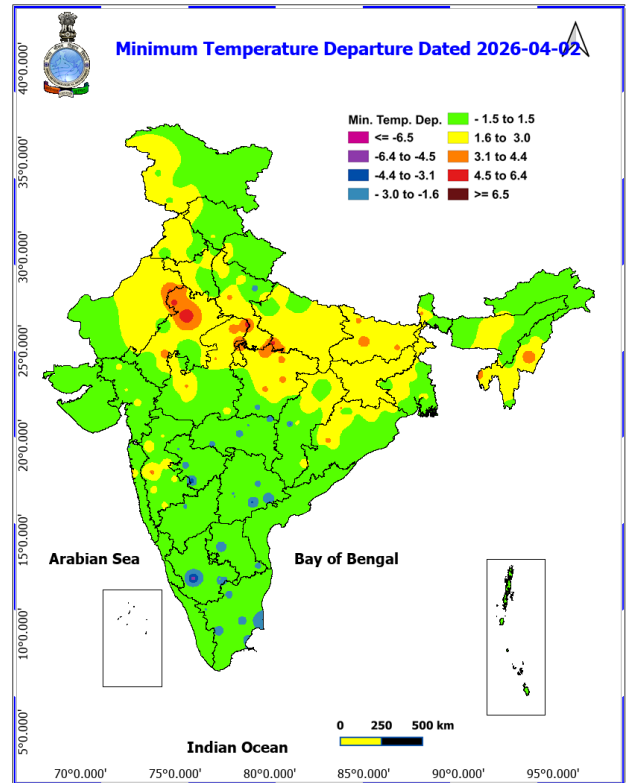 Minimum Temperature Departure Dated 2026-04-02
Min. Temp. Dep.
<= -6.5
-6.4 to -4.5
-4.4 to -3.1
- 3.0 to -1.6
- 1.5 to 1.5
1.6 to 3.0
3.1 to 4.4
4.5 to 6.4
>= 6.5
40°0.000'
35°0.000'
30°0.000'
25°0.000'
20°0.000'
15°0.000'
10°0.000'
5°0.000'
Arabian Sea
Bay of Bengal
Indian Ocean
0 250 500 km
70°0.000' 75°0.000' 80°0.000' 85°0.000' 90°0.000' 95°0.000'